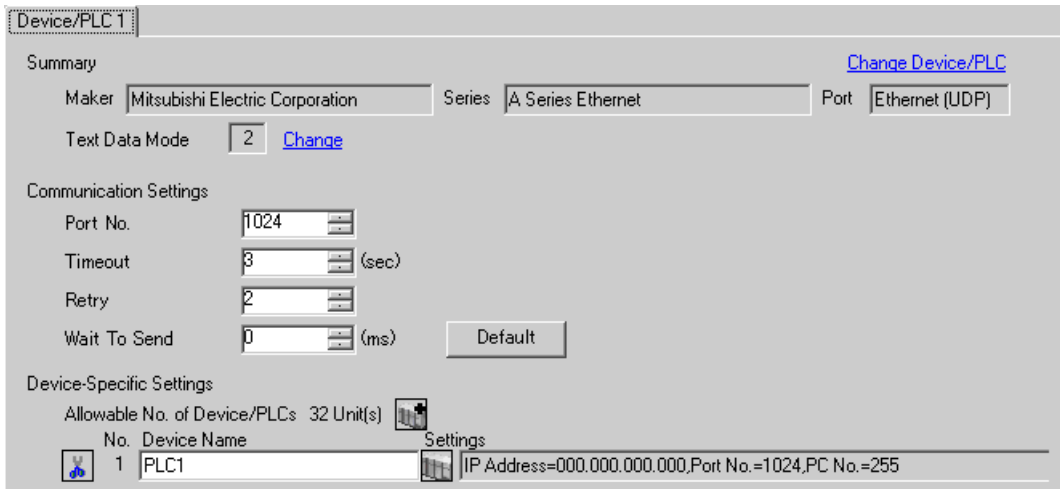 Device/PLC 1
Summary Change Device/PLC
Maker Mitsubishi Electric Corporation Series A Series Ethernet Port Ethernet (UDP)
Text Data Mode 2 Change
Communication Settings
Port No. 1024
Timeout 3 (sec)
Retry 2
Wait To Send 0 (ms) Default
Device-Specific Settings
Allowable No. of Device/PLCs 32 Unit(s)
No. Device Name Settings
1 PLC1 IP Address=000.000.000.000,Port No.=1024,PC No.=255